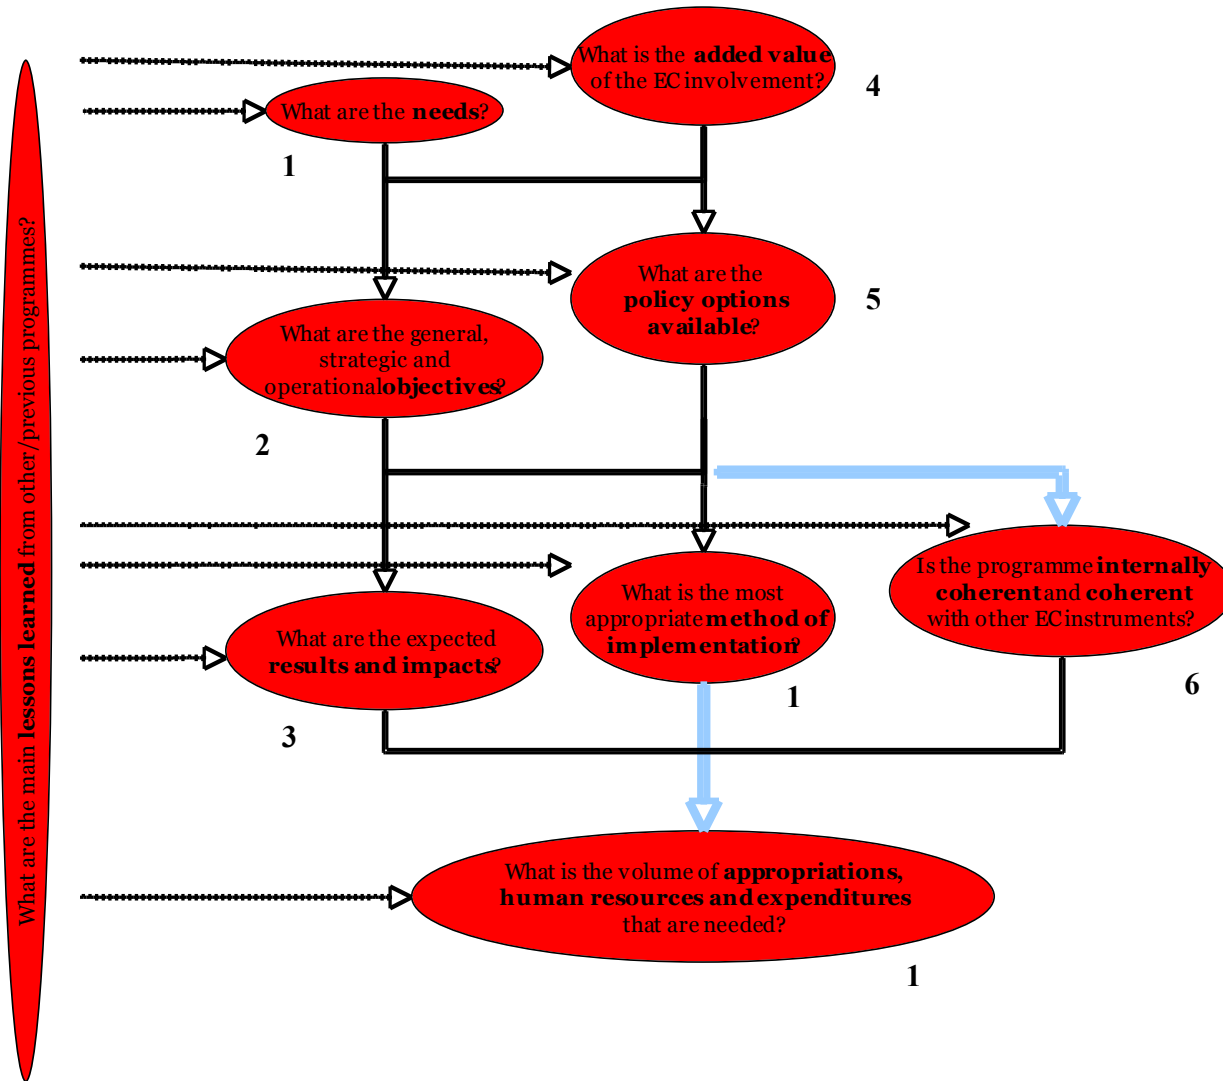 What are the main lessons learned from other/previous programmes?
What is the added value
of the EC involvement?
4
What are the needs?
1
What are the
policy options
available?
5
What are the general,
strategic and
operational objectives?
2
Is the programme internally
coherent and coherent
with other EC instruments?
6
What is the most
appropriate method of
implementation?
1
What are the expected
results and impacts?
3
What is the volume of appropriations,
human resources and expenditures
that are needed?
1